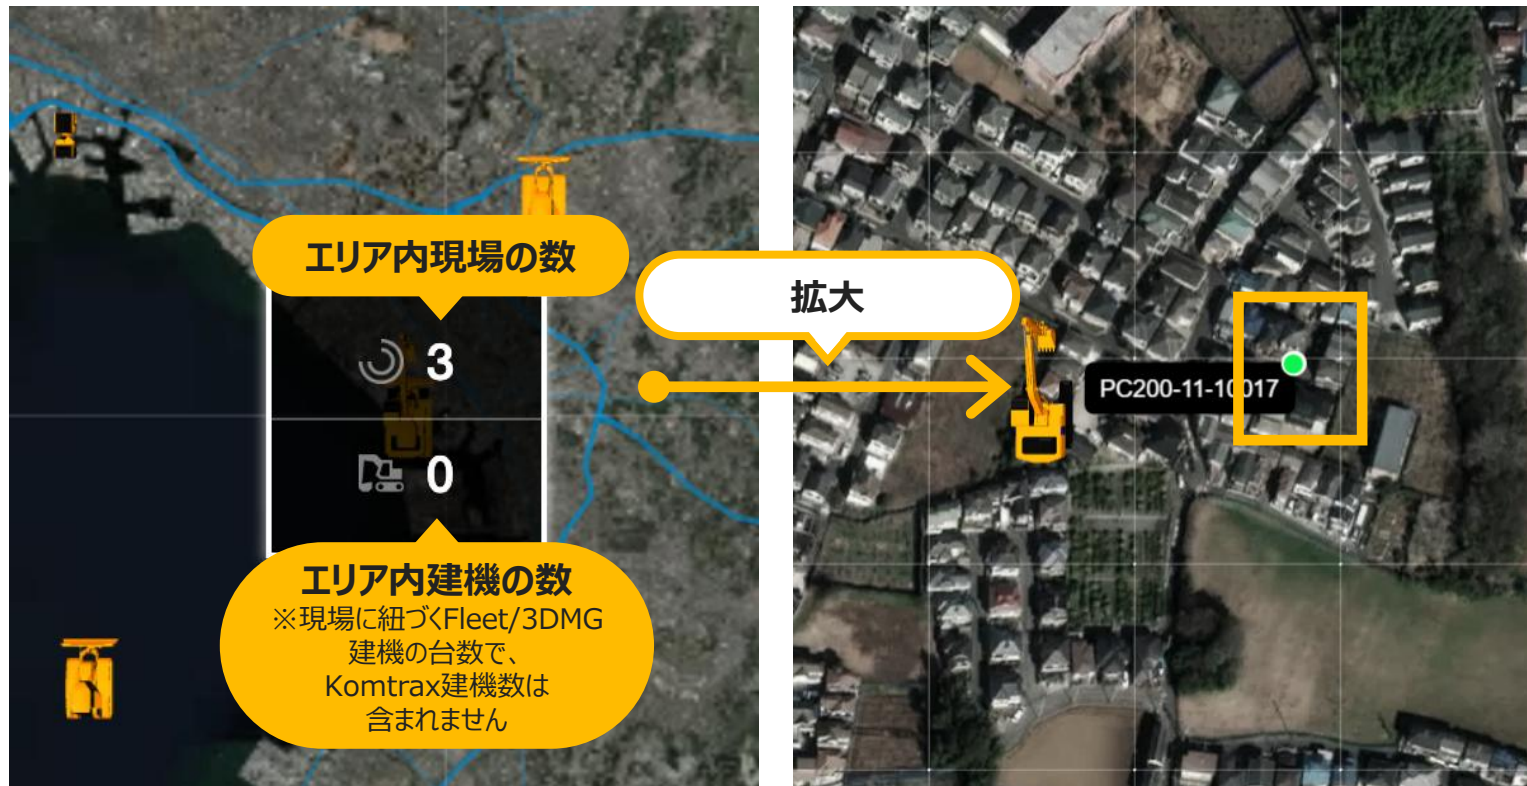 エリア内現場の数
3
0
エリア内建機の数
※現場に紐づくFleet/3DMG
建機の台数で、
Komtrax建機数は
含まれません
拡大
PC200-11-10017